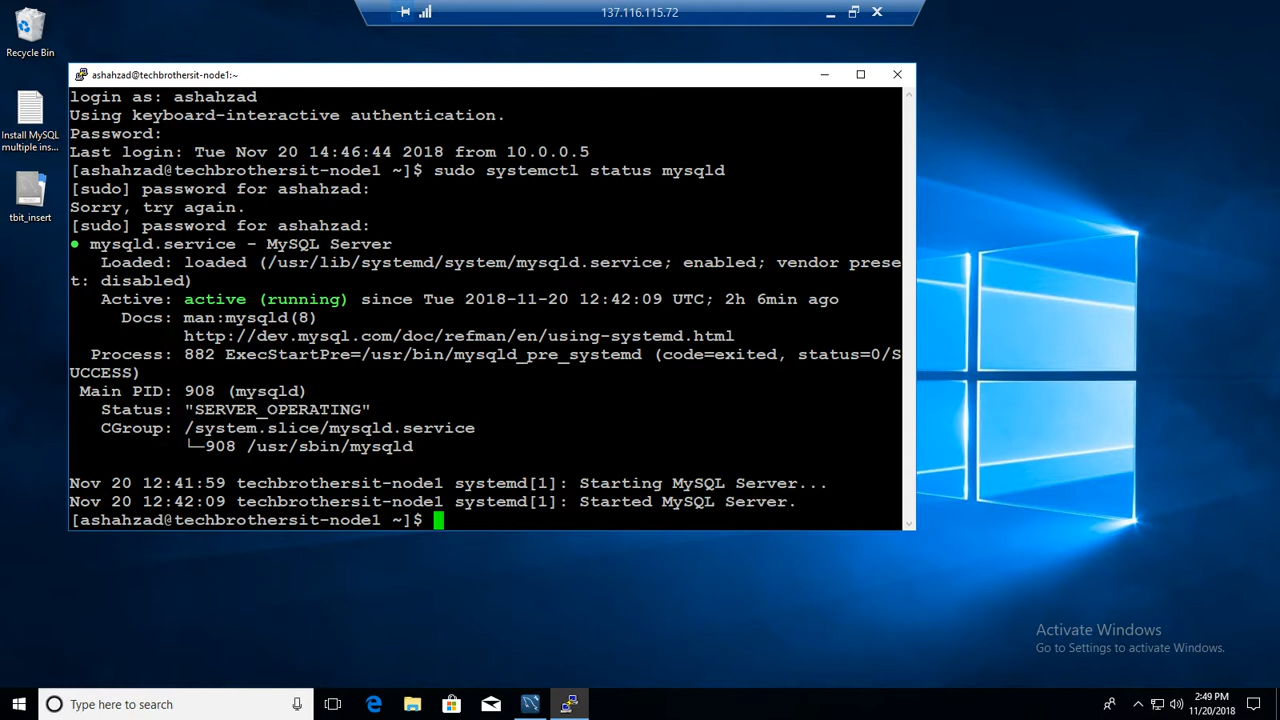 137.116.115.72
Recycle Bin
Install MySQL
multiple ins...
tbit_insert
ashahzad@techbrothersit-node1:~
login as: ashahzad
Using keyboard-interactive authentication.
Password:
Last login: Tue Nov 20 14:46:44 2018 from 10.0.0.5
[ashahzad@techbrothersit-node1 ~]$ sudo systemctl status mysqld
[sudo] password for ashahzad:
Sorry, try again.
[sudo] password for ashahzad:
● mysqld.service - MySQL Server
Loaded: loaded (/usr/lib/systemd/system/mysqld.service; enabled; vendor prese
t: disabled)
Active: active (running) since Tue 2018-11-20 12:42:09 UTC; 2h 6min ago
Docs: man:mysqld(8)
http://dev.mysql.com/doc/refman/en/using-systemd.html
Process: 882 ExecStartPre=/usr/bin/mysqld_pre_systemd (code=exited, status=0/S
UCCESS)
Main PID: 908 (mysqld)
Status: "SERVER_OPERATING"
CGroup: /system.slice/mysqld.service
└─908 /usr/sbin/mysqld
Nov 20 12:41:59 techbrothersit-node1 systemd[1]: Starting MySQL Server...
Nov 20 12:42:09 techbrothersit-node1 systemd[1]: Started MySQL Server.
[ashahzad@techbrothersit-node1 ~]$
Activate Windows
Go to Settings to activate Windows.
Type here to search
2:49 PM
11/20/2018